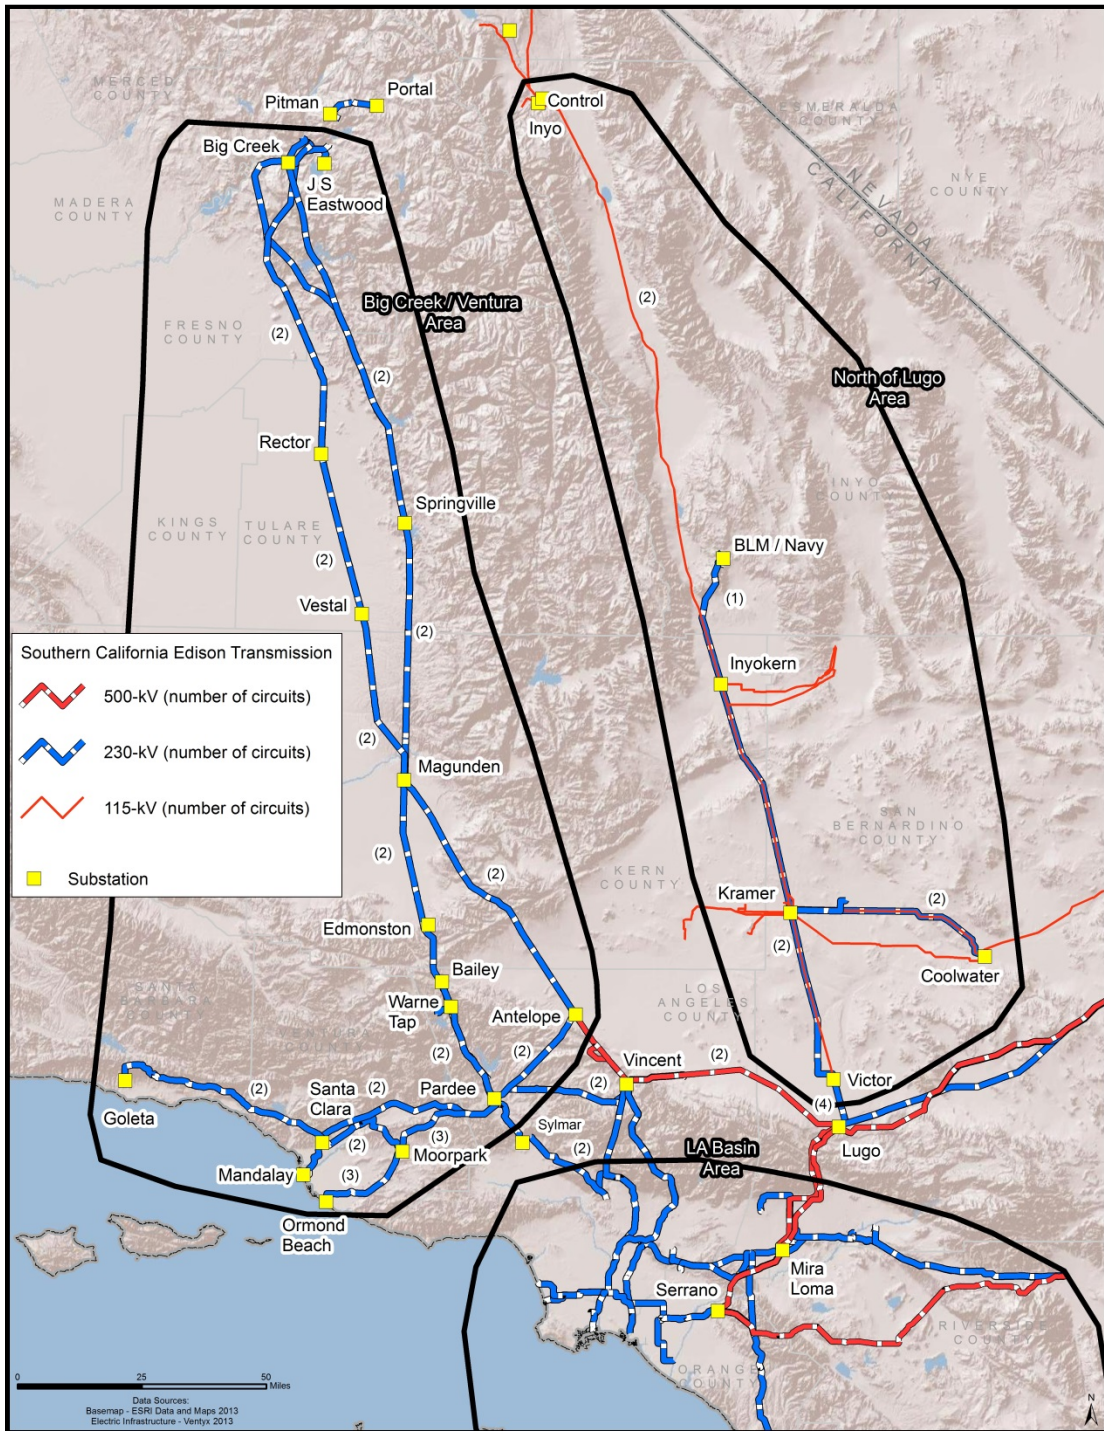 MERCED
COUNTY
Pitman
Portal
Control
Inyo
ESMERALDA
COUNTY
Big Creek
J S
Eastwood
NEVADA
CALIFORNIA
NYE
COUNTY
MADERA
COUNTY
(2)
Big Creek / Ventura
Area
FRESNO
COUNTY
(2)
(2)
North of Lugo
Area
Rector
INYO
COUNTY
Springville
KINGS
COUNTY
TULARE
COUNTY
BLM / Navy
(2)
(1)
Vestal
(2)
Southern California Edison Transmission
500-kV (number of circuits)
230-kV (number of circuits)
115-kV (number of circuits)
Substation
Inyokern
(2)
Magunden
(2)
(2)
SAN
BERNARDINO
COUNTY
KERN
COUNTY
Kramer
(2)
(2)
Edmonston
Coolwater
Bailey
Warne
Tap
Antelope
LOS
ANGELES
COUNTY
SANTA
BARBARA
(2)
(2)
Vincent
(2)
(2)
Victor
(4)
Goleta
(2)
Santa
Clara
(2)
Pardee
Sylmar
(2)
Lugo
(2)
(3)
Moorpark
LA Basin
Area
Mandalay
(3)
Ormond
Beach
Mira
Loma
Serrano
RIVERSIDE
COUNTY
ORANGE
COUNTY
0 25 50
Miles
Data Sources:
Basemap - ESRI Data and Maps 2013
Electric Infrastructure - Ventyx 2013
N